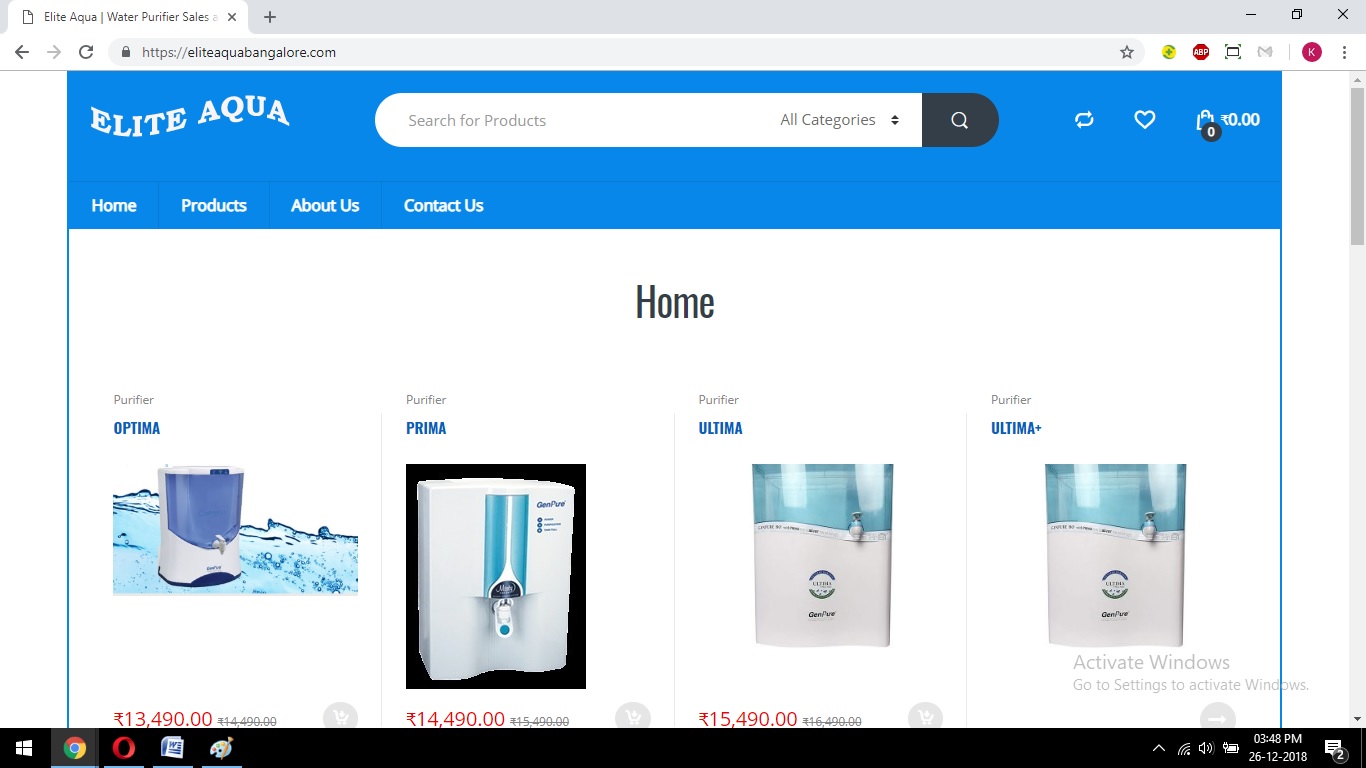 Elite Aqua | Water Purifier Sales a
https://eliteaquabangalore.com
ABP
K
ELITE AQUA
Search for Products
All Categories
₹0.00
0
Home
Products
About Us
Contact Us
Home
Purifier
OPTIMA
GenPure
₹13,490.00 ₹14,490.00
Purifier
PRIMA
GenPure
₹14,490.00 ₹15,490.00
Purifier
ULTIMA
GenPure
₹15,490.00 ₹16,490.00
Purifier
ULTIMA+
GenPure
Activate Windows
Go to Settings to activate Windows.
03:48 PM
26-12-2018
2